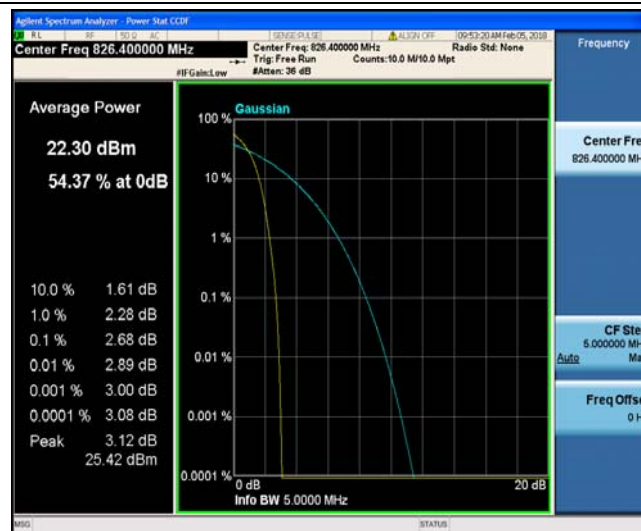 Agilent Spectrum Analyzer - Power Stat CCDF
RL RF 50 Ω AC SENSE:PULSE ALIGN OFF 09:53:20 AM Feb 05, 2018
Center Freq 826.400000 MHz
Center Freq: 826.400000 MHz Radio Std: None
Trig: Free Run Counts:10.0 M/10.0 Mpt
#IFGain:Low #Atten: 36 dB
Frequency
Average Power
22.30 dBm
54.37 % at 0dB
10.0 % 1.61 dB
1.0 % 2.28 dB
0.1 % 2.68 dB
0.01 % 2.89 dB
0.001 % 3.00 dB
0.0001 % 3.08 dB
Peak 3.12 dB
25.42 dBm
Gaussian
100 %
10 %
1 %
0.1 %
0.01 %
0.001 %
0.0001 %
0 dB 20 dB
Info BW 5.0000 MHz
Center Fre
826.400000 MH
CF Ste
5.000000 MH
Auto Ma
Freq Offse
0 H
MSG STATUS